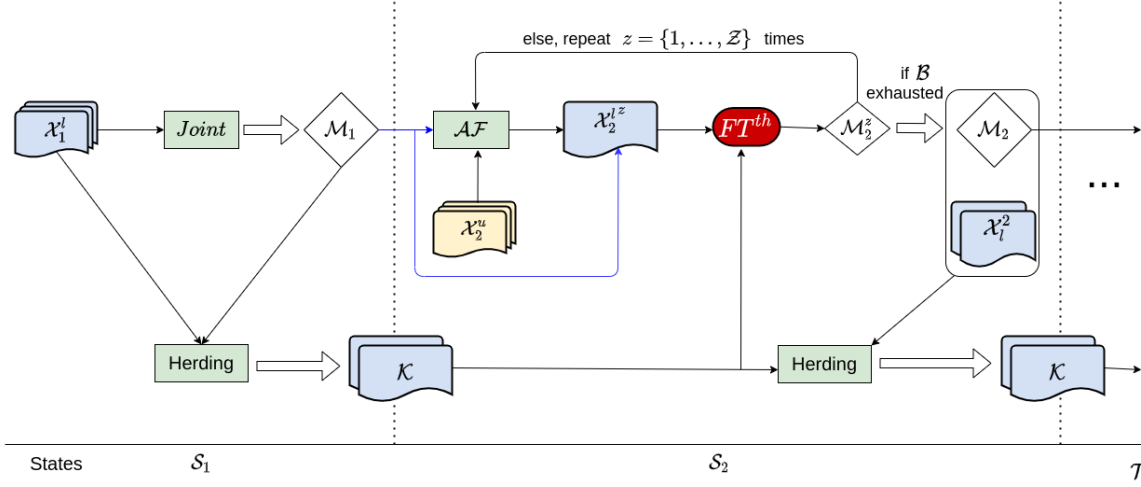 else, repeat z = {1, . . . , 𝒵} times
if ℬ
exhausted
𝒳₁ˡ
Joint
ℳ₁
𝒜ℱ
𝒳₂ˡᶻ
FTᵗʰ
ℳ₂ᶻ
ℳ₂
...
𝒳₂ᵘ
𝒳ₗ²
Herding
𝒦
Herding
𝒦
States
𝒮₁
𝒮₂
𝒯